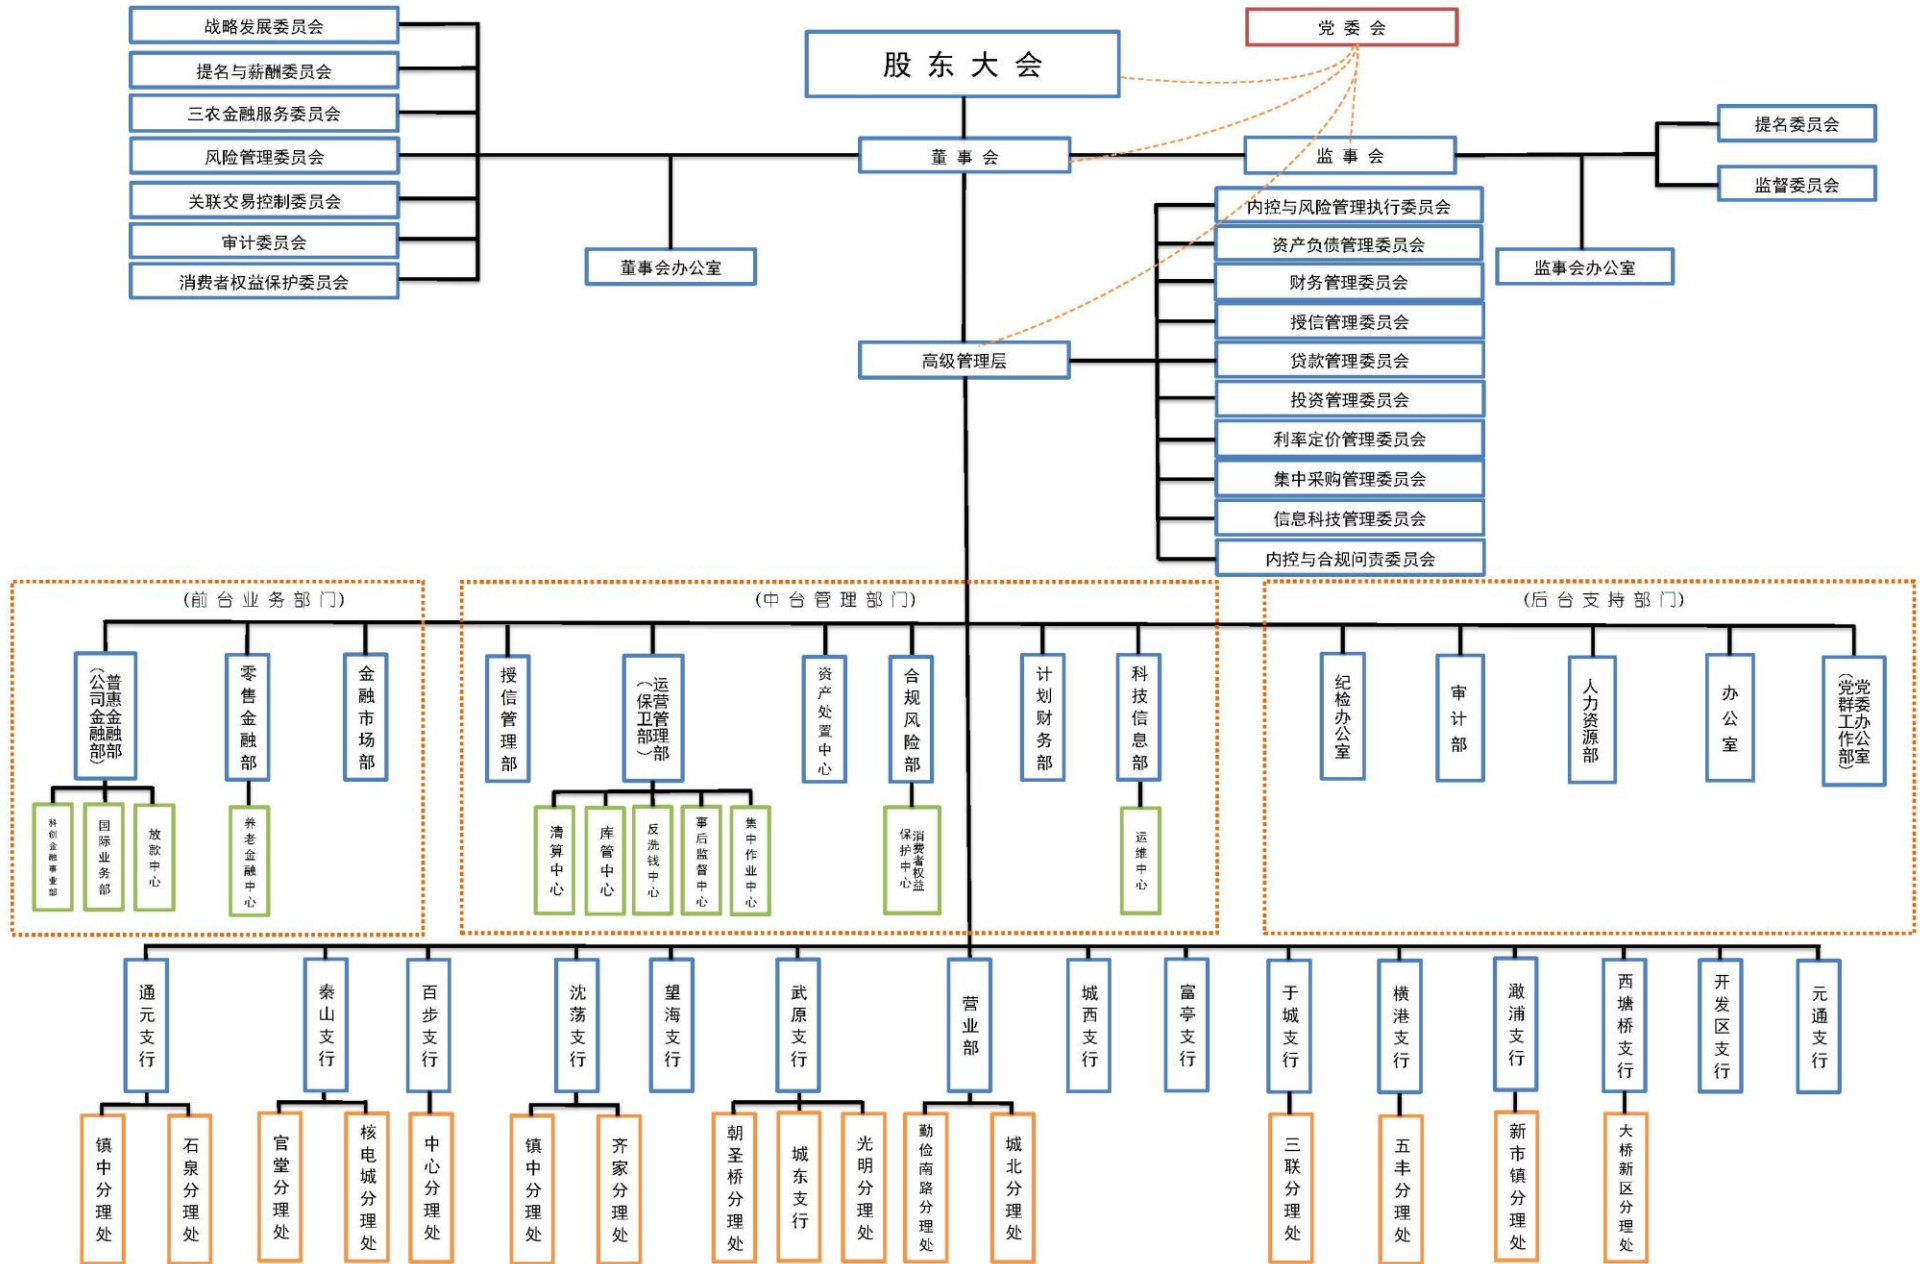 党委会
股东大会
董事会
监事会
战略发展委员会
提名与薪酬委员会
三农金融服务委员会
风险管理委员会
关联交易控制委员会
审计委员会
消费者权益保护委员会
董事会办公室
提名委员会
监督委员会
监事会办公室
高级管理层
内控与风险管理执行委员会
资产负债管理委员会
财务管理委员会
授信管理委员会
贷款管理委员会
投资管理委员会
利率定价管理委员会
集中采购管理委员会
信息科技管理委员会
内控与合规问责委员会
(前台业务部门)
普惠金融部
(公司金融部)
零售金融部
金融市场部
科创金融事业部
国际业务部
放款中心
养老金融中心
(中台管理部门)
授信管理部
运营管理部
(保卫部)
资产处置中心
合规风险部
计划财务部
科技信息部
清算中心
库管中心
反洗钱中心
事后监督中心
集中作业中心
消费者权益
保护中心
运维中心
(后台支持部门)
纪检办公室
审计部
人力资源部
办公室
党委办公室
(党群工作部)
通元支行
秦山支行
百步支行
沈荡支行
望海支行
武原支行
营业部
城西支行
富亭支行
于城支行
横港支行
澉浦支行
西塘桥支行
开发区支行
元通支行
镇中分理处
石泉分理处
官堂分理处
核电城分理处
中心分理处
镇中分理处
齐家分理处
朝圣桥分理处
城东支行
光明分理处
勤俭南路分理处
城北分理处
三联分理处
五丰分理处
新市镇分理处
大桥新区分理处